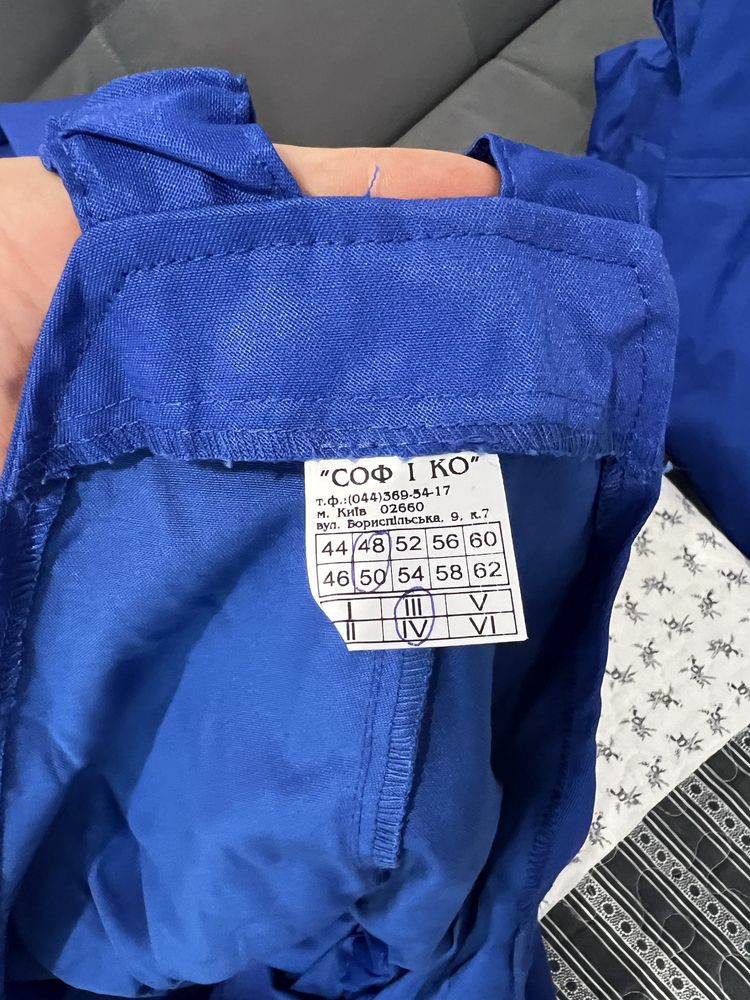 "СОФ І КО"
т.ф.:(044)369-54-17
м. Київ 02660
вул. Бориспільська, 9, к.7
44 48 52 56 60
46 50 54 58 62
I III V
II IV VI